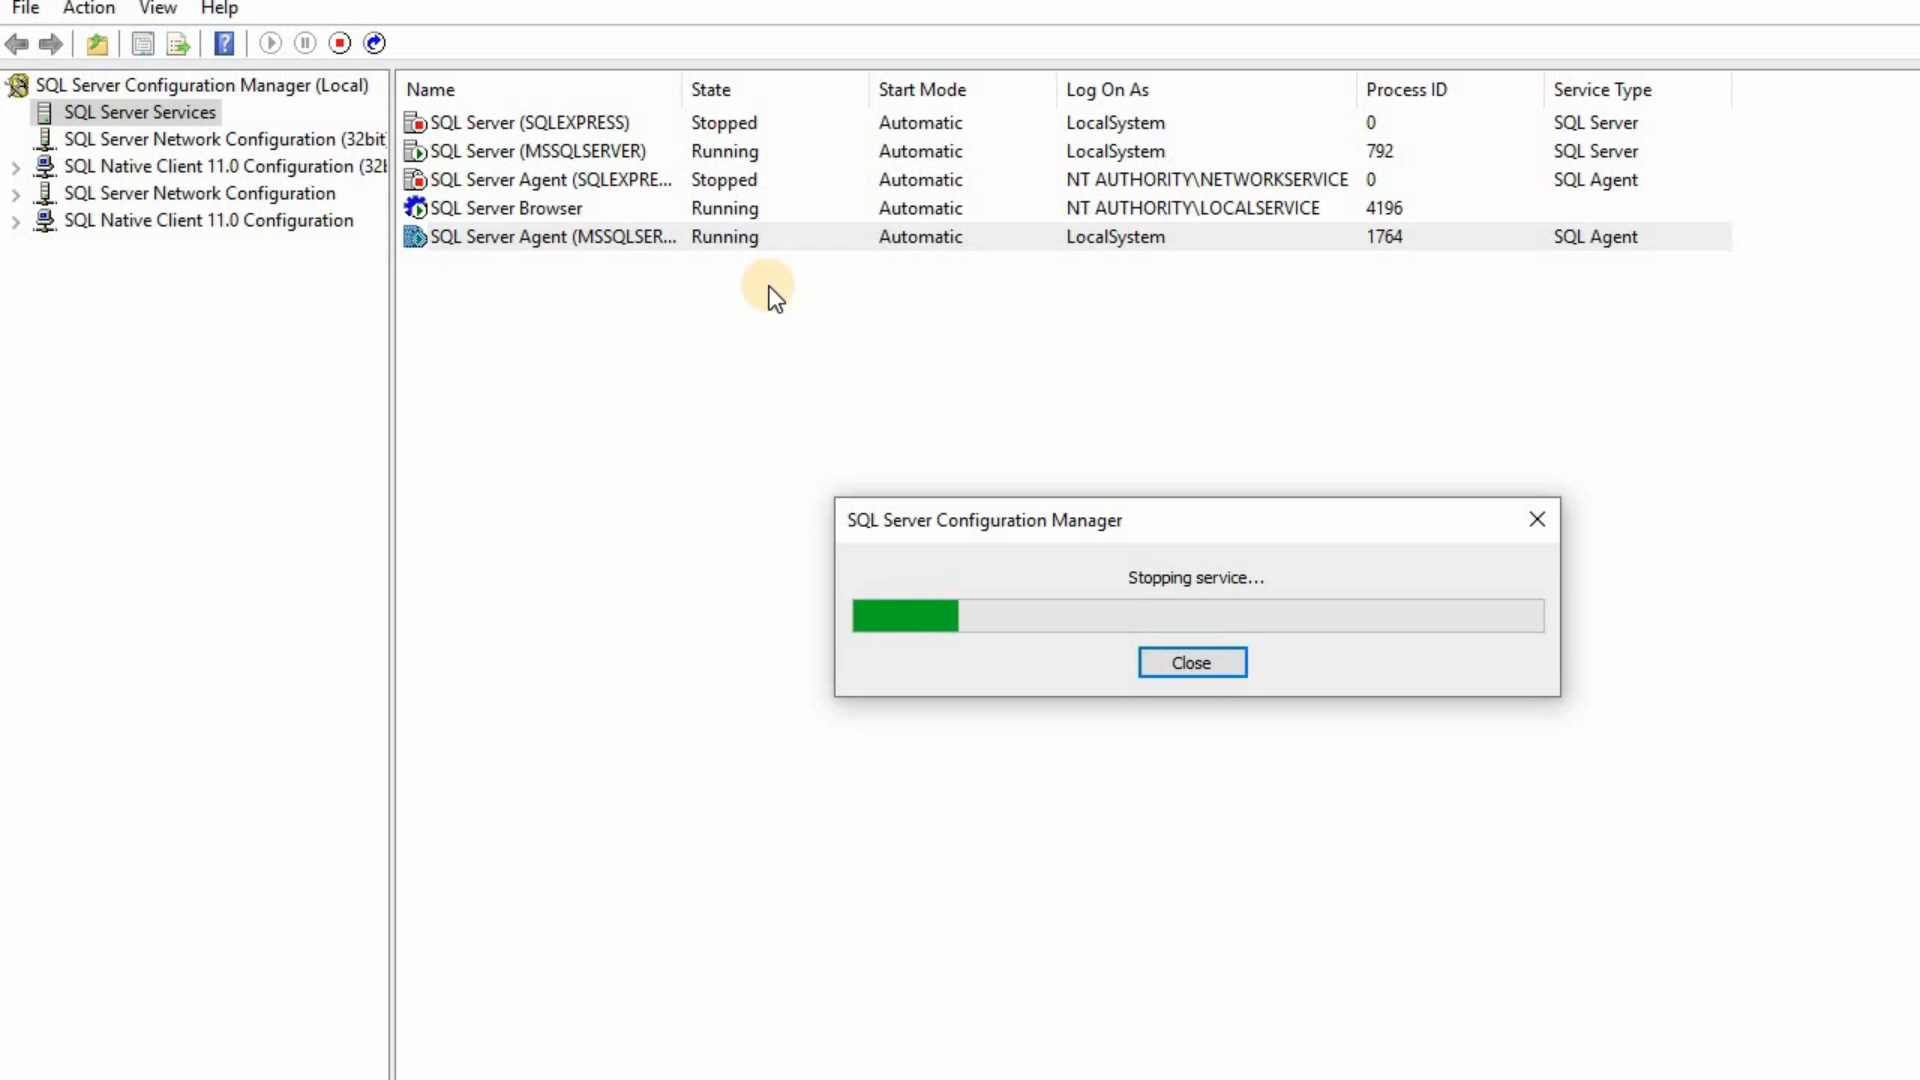 File Action View Help
SQL Server Configuration Manager (Local)
SQL Server Services
SQL Server Network Configuration (32bit
SQL Native Client 11.0 Configuration (32b
SQL Server Network Configuration
SQL Native Client 11.0 Configuration
Name State Start Mode Log On As Process ID Service Type
SQL Server (SQLEXPRESS) Stopped Automatic LocalSystem 0 SQL Server
SQL Server (MSSQLSERVER) Running Automatic LocalSystem 792 SQL Server
SQL Server Agent (SQLEXPRE... Stopped Automatic NT AUTHORITY\NETWORKSERVICE 0 SQL Agent
SQL Server Browser Running Automatic NT AUTHORITY\LOCALSERVICE 4196
SQL Server Agent (MSSQLSER... Running Automatic LocalSystem 1764 SQL Agent
SQL Server Configuration Manager
Stopping service...
Close